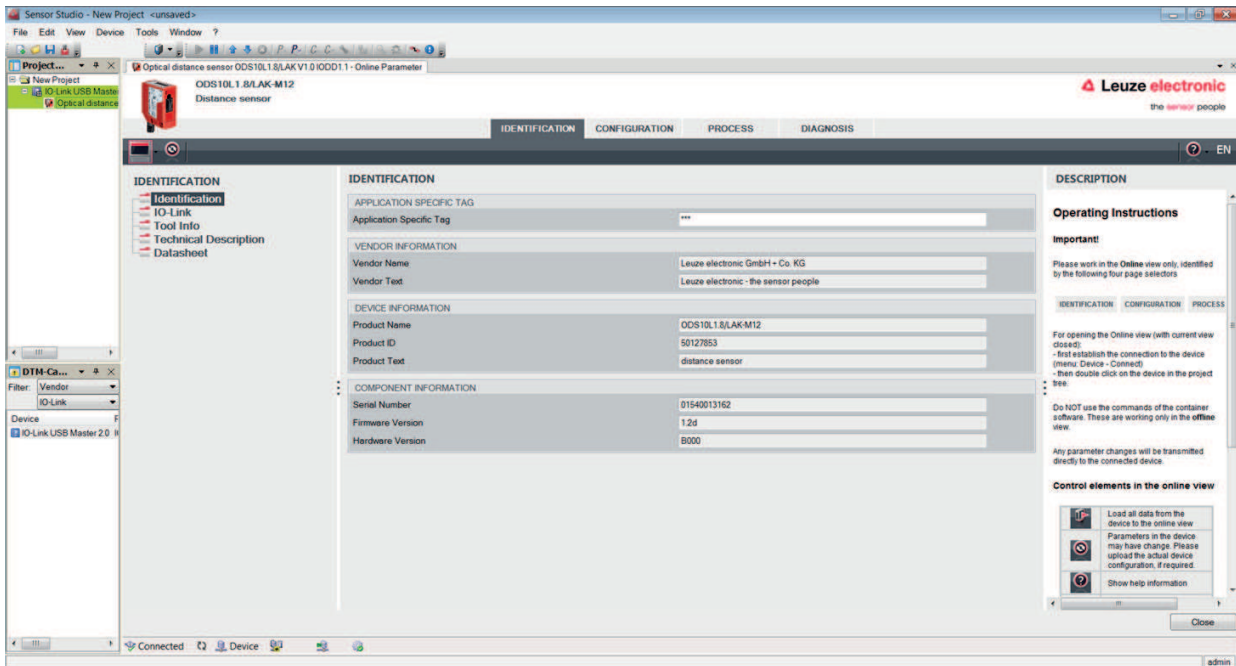 Sensor Studio - New Project <unsaved>
File Edit View Device Tools Window ?
Project...
New Project
IO-Link USB Maste
Optical distance
DTM-Ca...
Filter: Vendor
IO-Link
Device F
IO-Link USB Master 2.0
Optical distance sensor ODS10L1.8/LAK V1.0 IODD1.1 - Online Parameter
ODS10L1.8/LAK-M12
Distance sensor
Leuze electronic
the sensor people
IDENTIFICATION CONFIGURATION PROCESS DIAGNOSIS
EN
IDENTIFICATION
Identification
IO-Link
Tool Info
Technical Description
Datasheet
IDENTIFICATION
APPLICATION SPECIFIC TAG
Application Specific Tag ***
VENDOR INFORMATION
Vendor Name Leuze electronic GmbH + Co. KG
Vendor Text Leuze electronic - the sensor people
DEVICE INFORMATION
Product Name ODS10L1.8/LAK-M12
Product ID 50127853
Product Text distance sensor
COMPONENT INFORMATION
Serial Number 01540013162
Firmware Version 1.2d
Hardware Version B000
DESCRIPTION
Operating Instructions
Important!
Please work in the Online view only, identified
by the following four page selectors
IDENTIFICATION CONFIGURATION PROCESS
For opening the Online view (with current view
closed):
- first establish the connection to the device
(menu: Device - Connect)
- then double click on the device in the project
tree.
Do NOT use the commands of the container
software. These are working only in the offline
view.
Any parameter changes will be transmitted
directly to the connected device.
Control elements in the online view
Load all data from the
device to the online view
Parameters in the device
may have change. Please
upload the actual device
configuration, if required.
Show help information
Close
Connected Device
admin